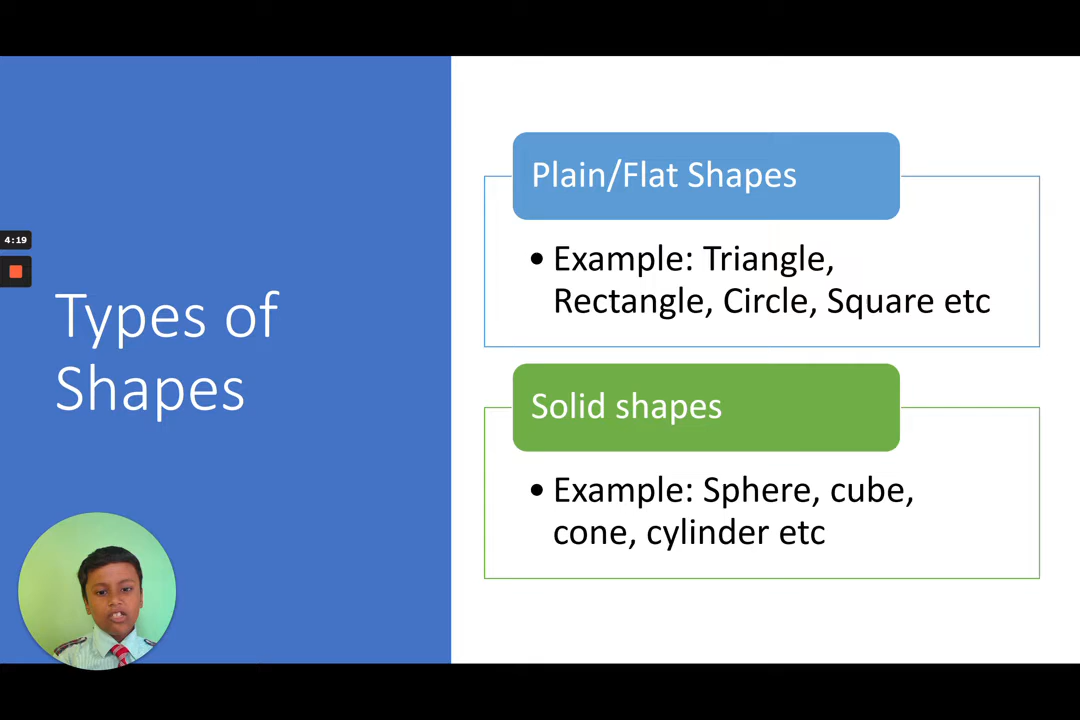 4:19
Types of
Shapes
Plain/Flat Shapes
• Example: Triangle,
Rectangle, Circle, Square etc
Solid shapes
• Example: Sphere, cube,
cone, cylinder etc